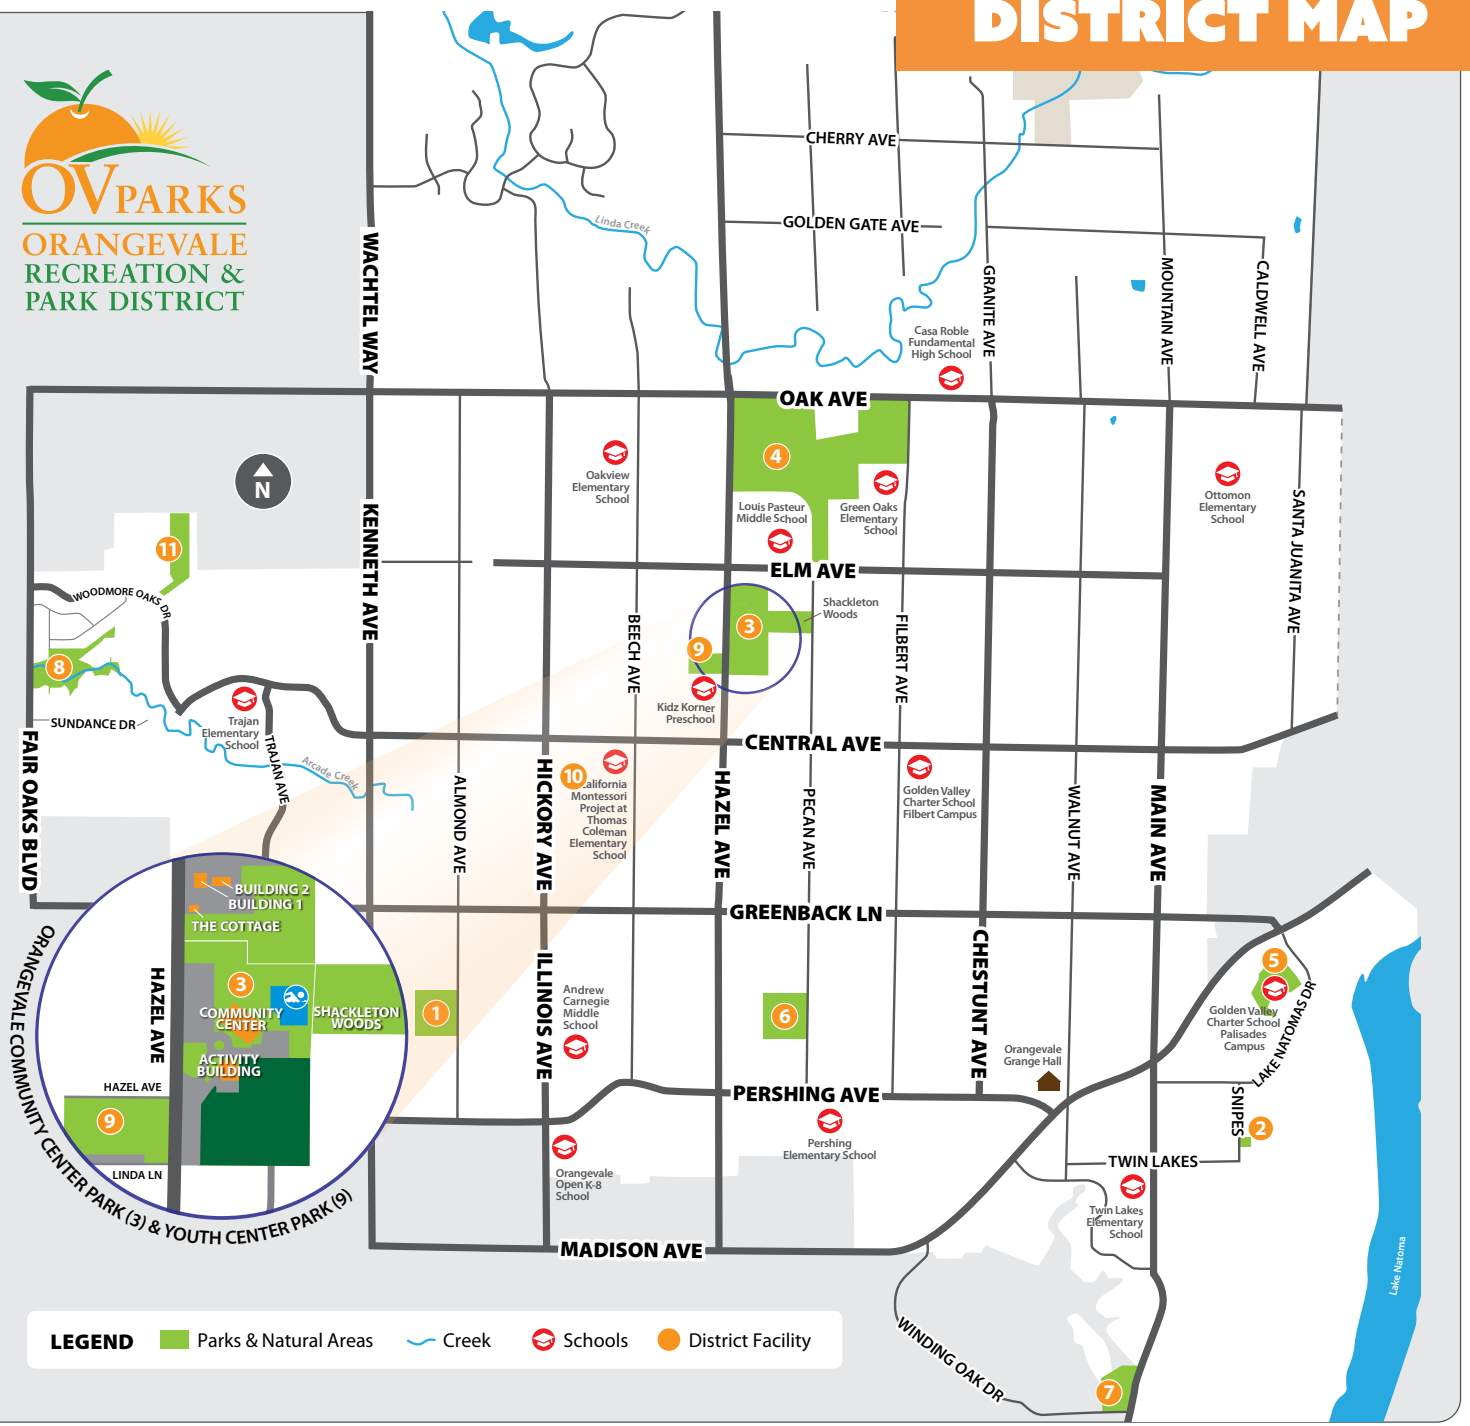 DISTRICT MAP
OVPARKS
ORANGEVALE
RECREATION &
PARK DISTRICT
CHERRY AVE
GOLDEN GATE AVE
Linda Creek
WACHTEL WAY
GRANITE AVE
MOUNTAIN AVE
CALDWELL AVE
Casa Roble
Fundamental
High School
OAK AVE
N
Oakview
Elementary
School
4
Louis Pasteur
Middle School
Green Oaks
Elementary
School
Ottomon
Elementary
School
SANTA JUANITA AVE
11
KENNETH AVE
ELM AVE
WOODMORE OAKS DR
Shackleton
Woods
3
9
BEECH AVE
FILBERT AVE
8
Kidz Korner
Preschool
SUNDANCE DR
Trajan
Elementary
School
TRAJAN AVE
Arcade Creek
CENTRAL AVE
FAIR OAKS BLVD
ALMOND AVE
HICKORY AVE
10
California
Montessori
Project at
Thomas
Coleman
Elementary
School
HAZEL AVE
PECAN AVE
Golden Valley
Charter School
Filbert Campus
WALNUT AVE
MAIN AVE
GREENBACK LN
BUILDING 2
BUILDING 1
THE COTTAGE
HAZEL AVE
3
COMMUNITY
CENTER
SHACKLETON
WOODS
ACTIVITY
BUILDING
HAZEL AVE
9
LINDA LN
ORANGEVALE COMMUNITY CENTER PARK (3) & YOUTH CENTER PARK (9)
1
ILLINOIS AVE
Andrew
Carnegie
Middle
School
6
CHESTUNT AVE
Orangevale
Grange Hall
5
Golden Valley
Charter School
Palisades
Campus
LAKE NATOMAS DR
PERSHING AVE
SNIPES
2
Pershing
Elementary School
Orangevale
Open K-8
School
TWIN LAKES
Twin Lakes
Elementary
School
MADISON AVE
Lake Natoma
WINDING OAK DR
7
LEGEND
Parks & Natural Areas
Creek
Schools
District Facility